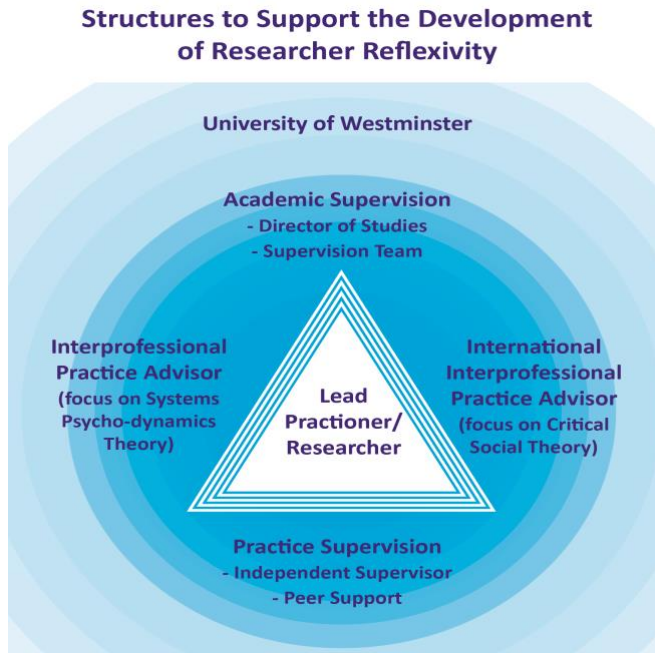 Structures to Support the Development
of Researcher Reflexivity
University of Westminster
Academic Supervision
- Director of Studies
- Supervision Team
Interprofessional
Practice Advisor
(focus on Systems
Psycho-dynamics
Theory)
Lead
Practioner/
Researcher
International
Interprofessional
Practice Advisor
(focus on Critical
Social Theory)
Practice Supervision
- Independent Supervisor
- Peer Support